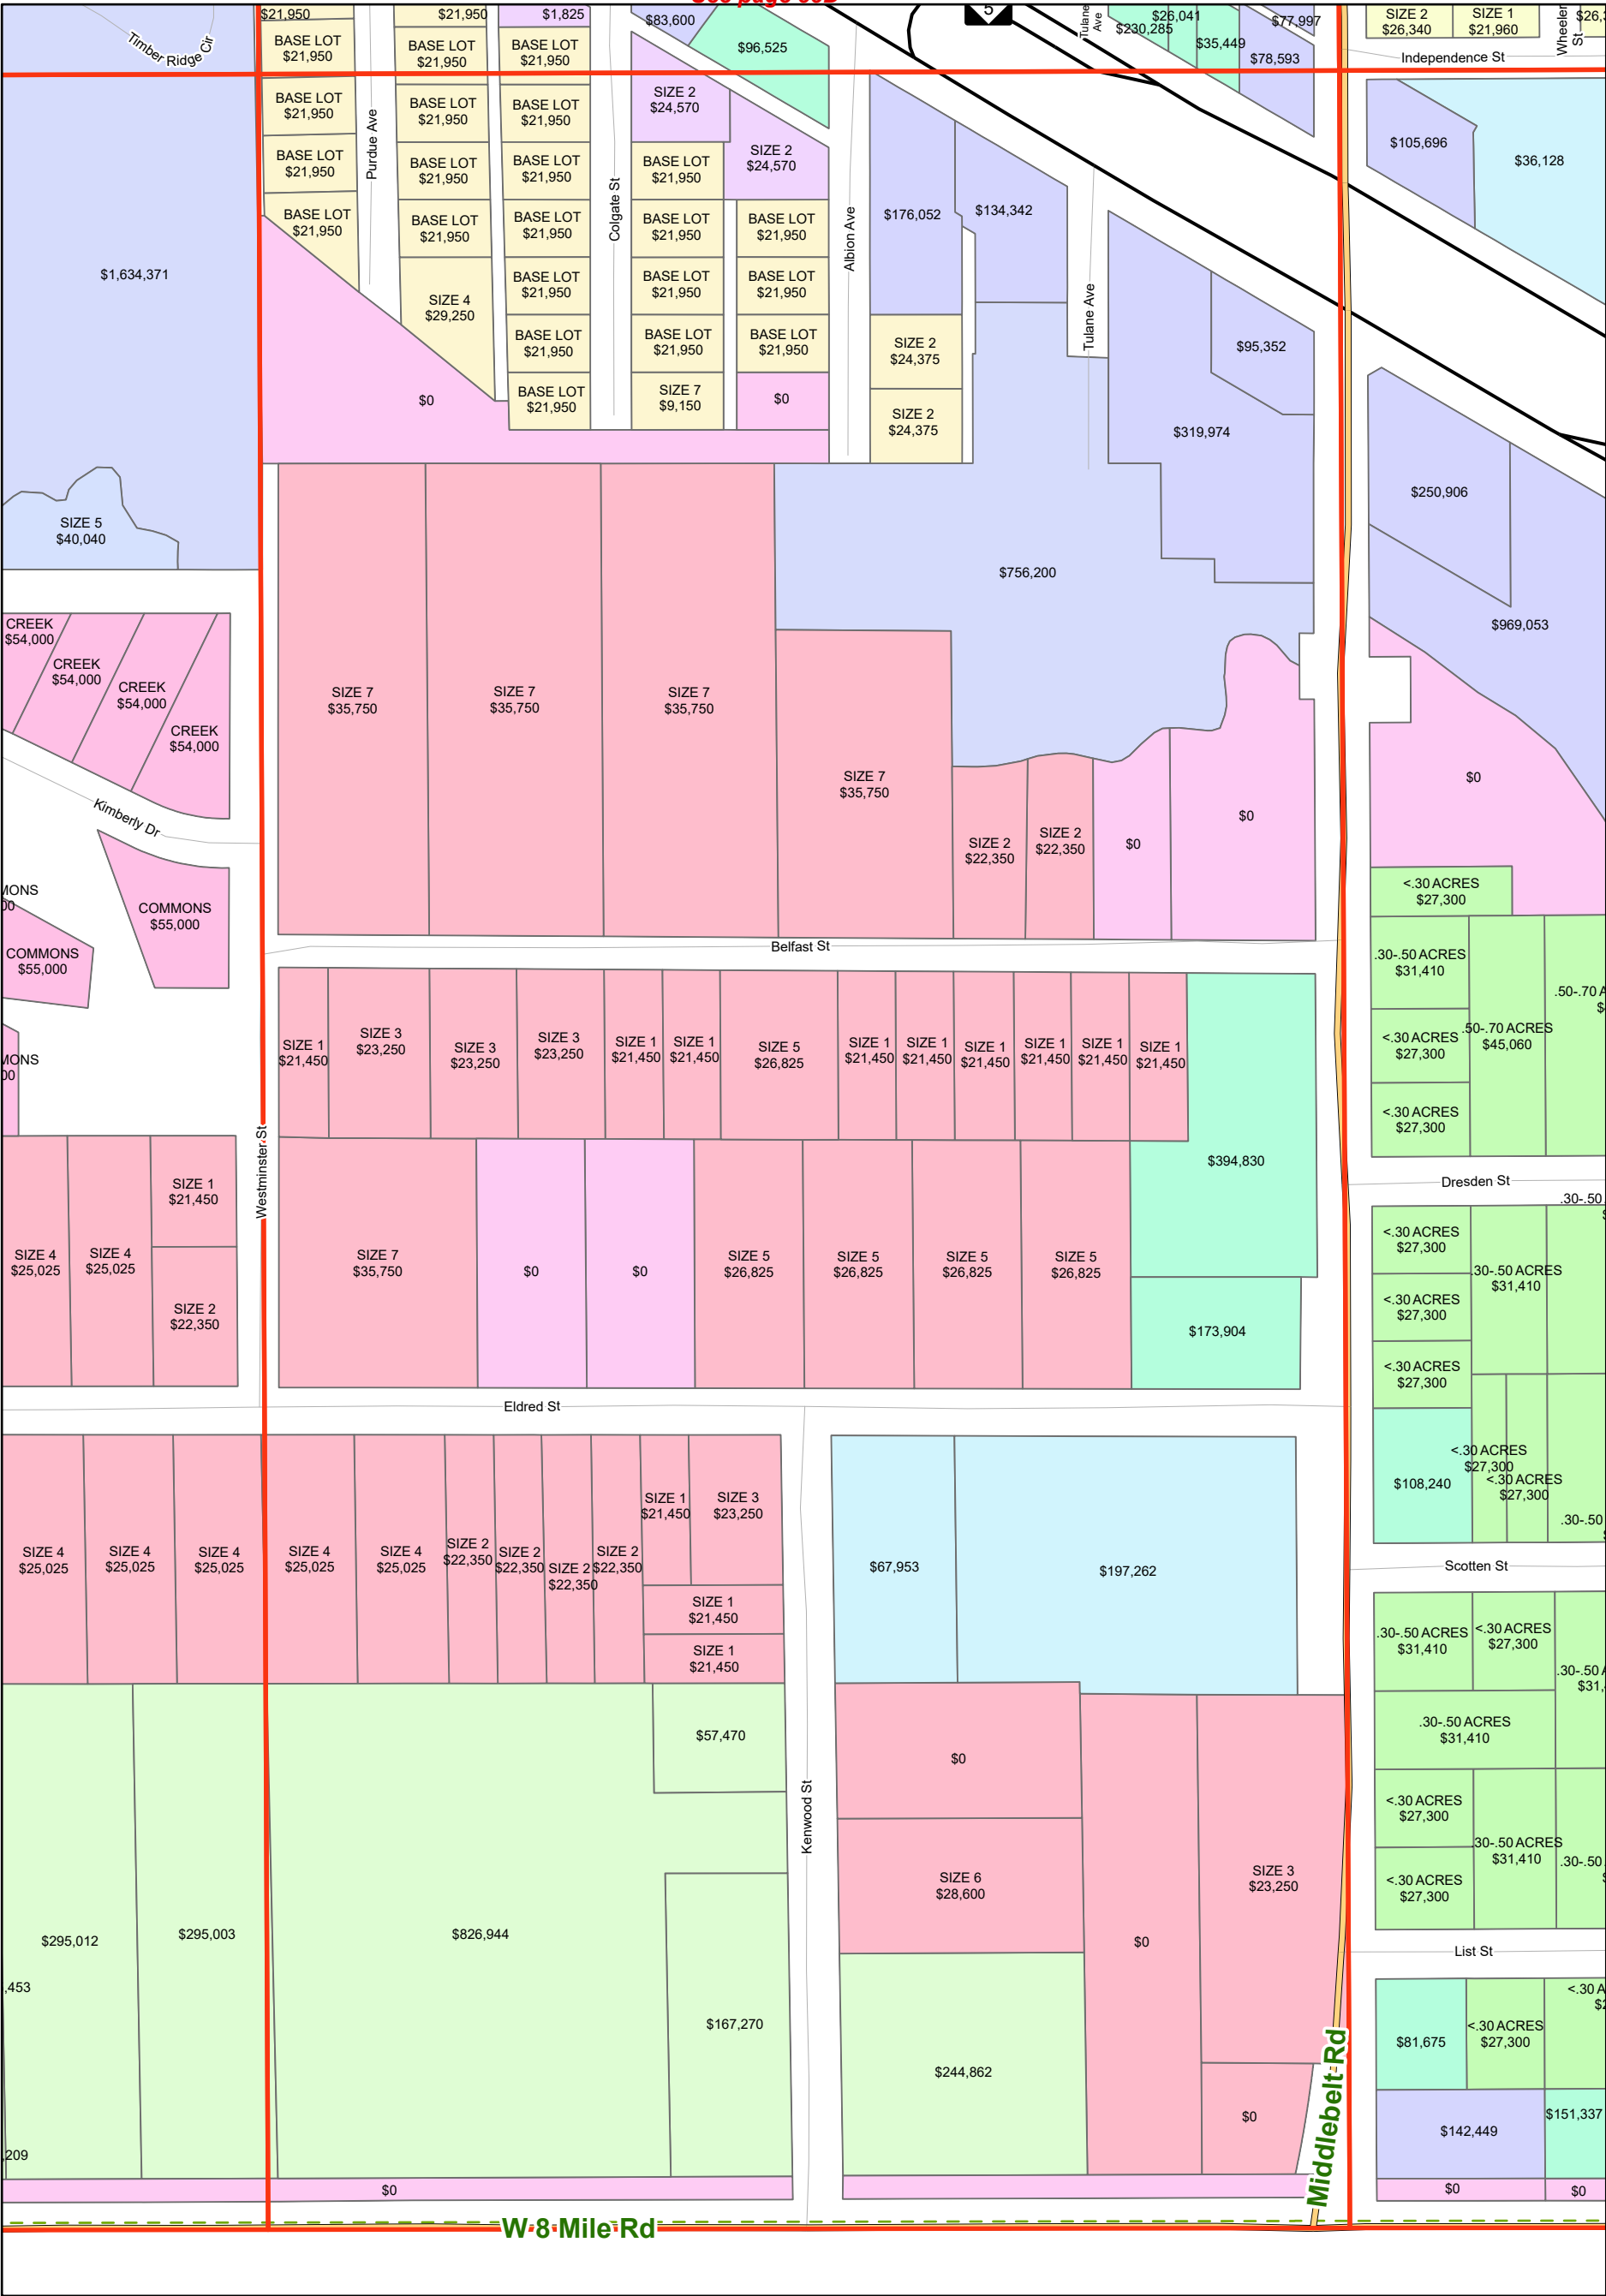 $21,950
$21,950
$1,825
$83,600
$96,525
5
Tulane
Ave
$230,285
$26,041
$35,449
$77,997
$78,593
SIZE 2
$26,340
SIZE 1
$21,960
Wheeler
St
Independence St
Timber Ridge Cir
BASE LOT
$21,950
BASE LOT
$21,950
BASE LOT
$21,950
BASE LOT
$21,950
BASE LOT
$21,950
BASE LOT
$21,950
BASE LOT
$21,950
Purdue Ave
BASE LOT
$21,950
BASE LOT
$21,950
BASE LOT
$21,950
BASE LOT
$21,950
BASE LOT
$21,950
SIZE 4
$29,250
BASE LOT
$21,950
BASE LOT
$21,950
BASE LOT
$21,950
BASE LOT
$21,950
Colgate St
SIZE 2
$24,570
SIZE 2
$24,570
BASE LOT
$21,950
BASE LOT
$21,950
BASE LOT
$21,950
BASE LOT
$21,950
BASE LOT
$21,950
BASE LOT
$21,950
BASE LOT
$21,950
SIZE 7
$9,150
$0
$0
Albion Ave
$176,052
$134,342
SIZE 2
$24,375
SIZE 2
$24,375
Tulane Ave
$95,352
$319,974
$105,696
$36,128
$250,906
$969,053
$0
$1,634,371
SIZE 5
$40,040
$756,200
CREEK
$54,000
CREEK
$54,000
CREEK
$54,000
CREEK
$54,000
Kimberly Dr
COMMONS
$55,000
COMMONS
$55,000
SIZE 7
$35,750
SIZE 7
$35,750
SIZE 7
$35,750
SIZE 7
$35,750
SIZE 2
$22,350
SIZE 2
$22,350
$0
$0
Belfast St
<.30 ACRES
$27,300
.30-.50 ACRES
$31,410
<.30 ACRES
$27,300
<.30 ACRES
$27,300
.50-.70 ACRES
$45,060
.50-.70 A
Dresden St
SIZE 1
$21,450
SIZE 3
$23,250
SIZE 3
$23,250
SIZE 3
$23,250
SIZE 1
$21,450
SIZE 1
$21,450
SIZE 5
$26,825
SIZE 1
$21,450
SIZE 1
$21,450
SIZE 1
$21,450
SIZE 1
$21,450
SIZE 1
$21,450
SIZE 1
$21,450
$394,830
$173,904
Westminster St
SIZE 4
$25,025
SIZE 4
$25,025
SIZE 1
$21,450
SIZE 2
$22,350
SIZE 7
$35,750
$0
$0
SIZE 5
$26,825
SIZE 5
$26,825
SIZE 5
$26,825
SIZE 5
$26,825
Eldred St
.30-.50
<.30 ACRES
$27,300
<.30 ACRES
$27,300
<.30 ACRES
$27,300
.30-.50 ACRES
$31,410
$108,240
<.30 ACRES
$27,300
<.30 ACRES
$27,300
.30-.50
Scotten St
SIZE 4
$25,025
SIZE 4
$25,025
SIZE 4
$25,025
SIZE 4
$25,025
SIZE 4
$25,025
SIZE 2
$22,350
SIZE 2
$22,350
SIZE 2
$22,350
SIZE 2
$22,350
SIZE 1
$21,450
SIZE 3
$23,250
SIZE 1
$21,450
SIZE 1
$21,450
$67,953
$197,262
.30-.50 ACRES
$31,410
<.30 ACRES
$27,300
.30-.50 ACRES
$31,410
<.30 ACRES
$27,300
.30-.50 ACRES
$31,410
<.30 ACRES
$27,300
.30-.50
List St
$57,470
$0
SIZE 6
$28,600
SIZE 3
$23,250
Kenwood St
$295,012
$295,003
$826,944
$167,270
$0
,453
,209
$244,862
$0
$81,675
<.30 ACRES
$27,300
<.30 A
$142,449
$151,337
$0
$0
$0
Middlebelt Rd
W 8 Mile Rd